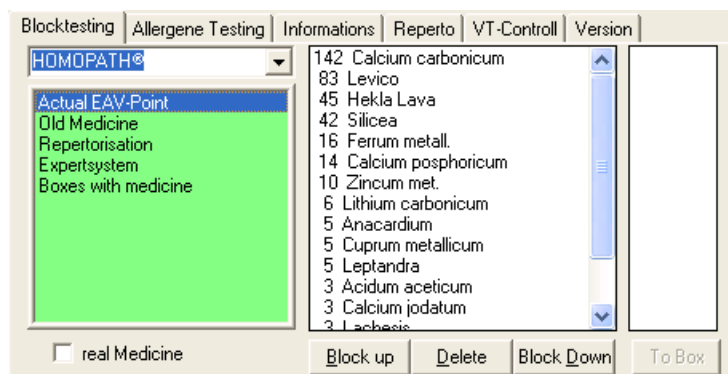 Blocktesting Allergene Testing Informations Reperto VT-Controll Version
HOMOPATH®
Actual EAV-Point
Old Medicine
Repertorisation
Expertsystem
Boxes with medicine
142 Calcium carbonicum
83 Levico
45 Hekla Lava
42 Silicea
16 Ferrum metall.
14 Calcium posphoricum
10 Zincum met.
6 Lithium carbonicum
5 Anacardium
5 Cuprum metallicum
5 Leptandra
3 Acidum aceticum
3 Calcium jodatum
3 Lachesis
real Medicine
Block up Delete Block Down To Box